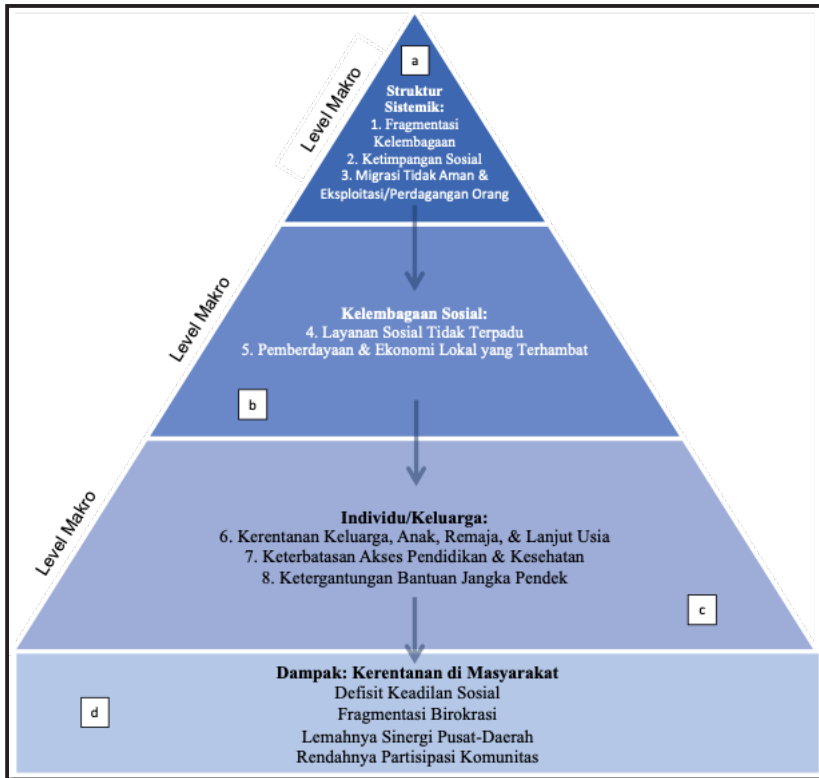 a
Level Makro
Struktur
Sistemik:
1. Fragmentasi
Kelembagaan
2. Ketimpangan Sosial
3. Migrasi Tidak Aman &
Eksploitasi/Perdagangan Orang
Level Makro
Kelembagaan Sosial:
4. Layanan Sosial Tidak Terpadu
5. Pemberdayaan & Ekonomi Lokal yang Terhambat
b
Level Makro
Individu/Keluarga:
6. Kerentanan Keluarga, Anak, Remaja, & Lanjut Usia
7. Keterbatasan Akses Pendidikan & Kesehatan
8. Ketergantungan Bantuan Jangka Pendek
c
Dampak: Kerentanan di Masyarakat
Defisit Keadilan Sosial
d
Fragmentasi Birokrasi
Lemahnya Sinergi Pusat-Daerah
Rendahnya Partisipasi Komunitas